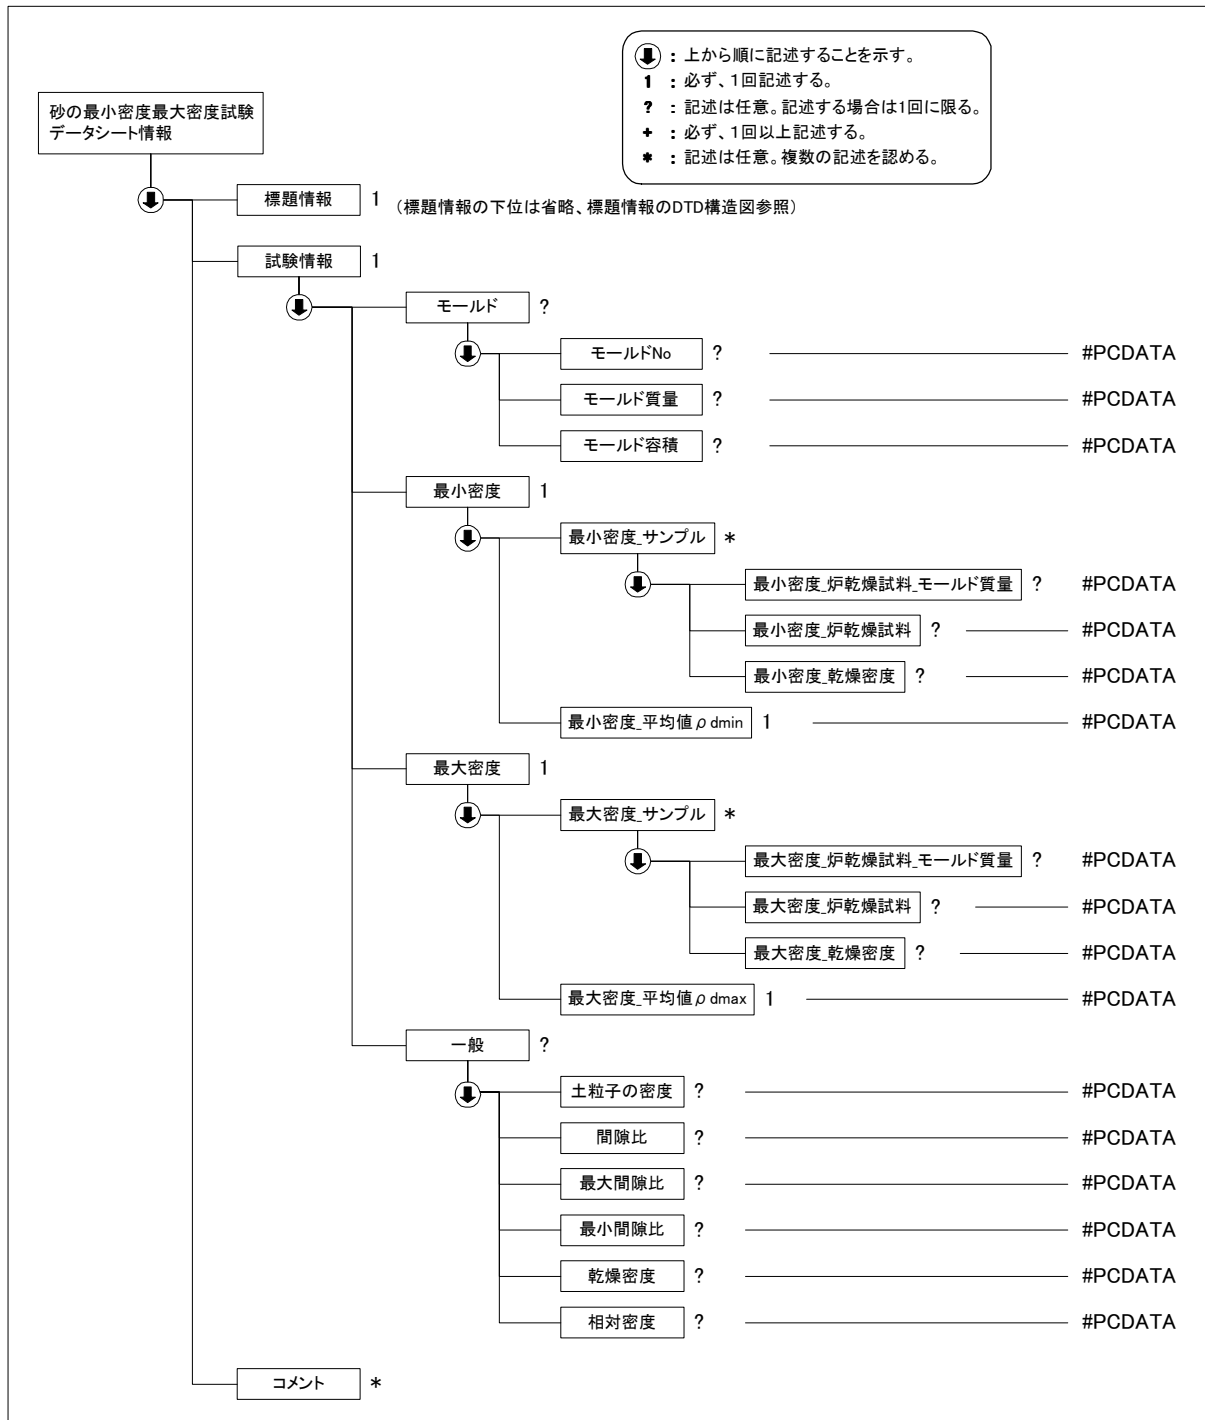 ：上から順に記述することを示す。
1 ：必ず、1回記述する。
? ：記述は任意。記述する場合は1回に限る。
+ ：必ず、1回以上記述する。
* ：記述は任意。複数の記述を認める。
砂の最小密度最大密度試験
データシート情報
標題情報 1 （標題情報の下位は省略、標題情報のDTD構造図参照）
試験情報 1
モールド ?
モールドNo ? #PCDATA
モールド質量 ? #PCDATA
モールド容積 ? #PCDATA
最小密度 1
最小密度_サンプル *
最小密度_炉乾燥試料_モールド質量 ? #PCDATA
最小密度_炉乾燥試料 ? #PCDATA
最小密度_乾燥密度 ? #PCDATA
最小密度_平均値ρdmin 1 #PCDATA
最大密度 1
最大密度_サンプル *
最大密度_炉乾燥試料_モールド質量 ? #PCDATA
最大密度_炉乾燥試料 ? #PCDATA
最大密度_乾燥密度 ? #PCDATA
最大密度_平均値ρdmax 1 #PCDATA
一般 ?
土粒子の密度 ? #PCDATA
間隙比 ? #PCDATA
最大間隙比 ? #PCDATA
最小間隙比 ? #PCDATA
乾燥密度 ? #PCDATA
相対密度 ? #PCDATA
コメント *